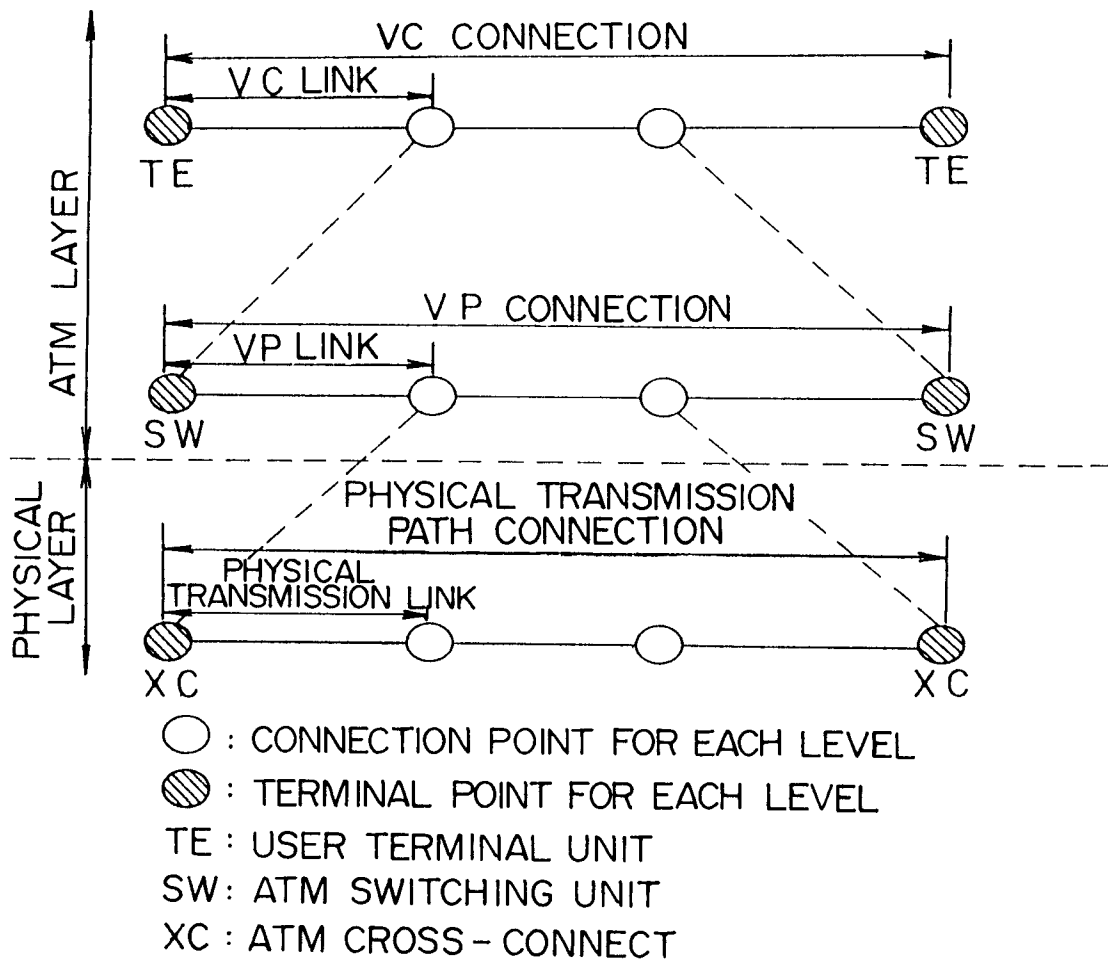 VC CONNECTION
VC LINK
TE
TE
ATM LAYER
VP CONNECTION
VP LINK
SW
SW
PHYSICAL
LAYER
PHYSICAL TRANSMISSION
PATH CONNECTION
PHYSICAL
TRANSMISSION LINK
XC
XC
: CONNECTION POINT FOR EACH LEVEL
: TERMINAL POINT FOR EACH LEVEL
TE : USER TERMINAL UNIT
SW : ATM SWITCHING UNIT
XC : ATM CROSS-CONNECT